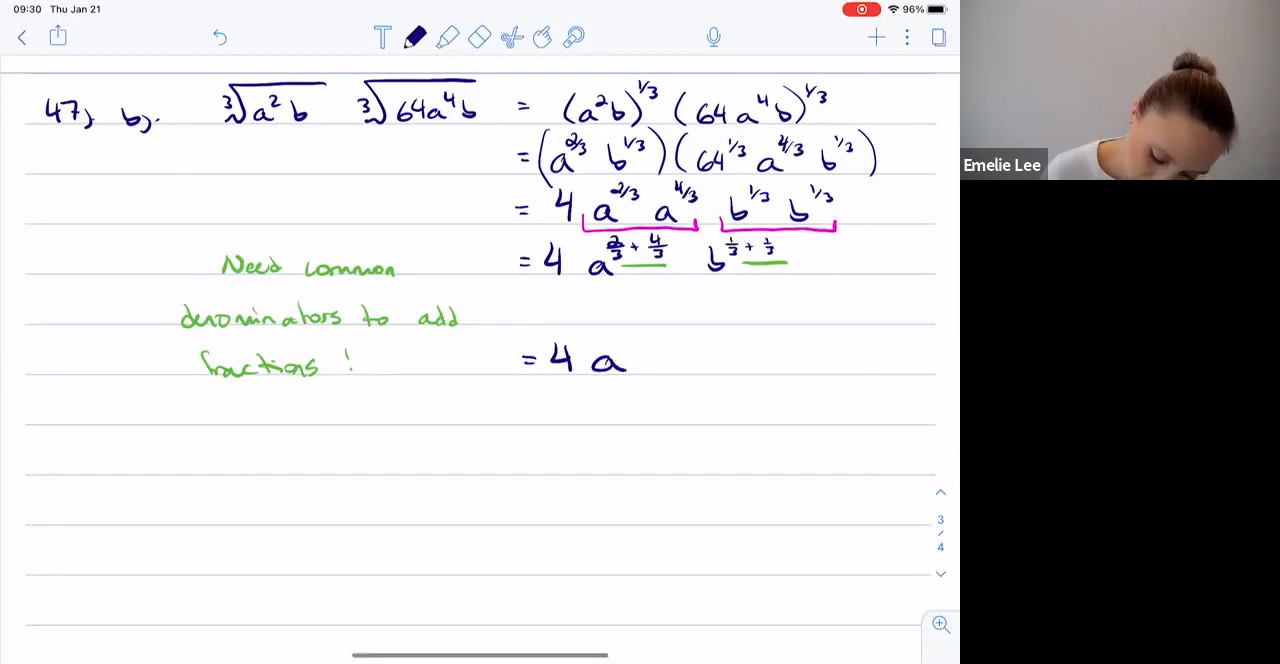 09:30 Thu Jan 21 96%
47) b). ∛(a²b) ∛(64a⁴b) = (a²b)^1/3 (64a⁴b)^1/3
= (a^2/3 b^1/3)(64^1/3 a^4/3 b^1/3)
= 4 a^2/3 a^4/3 b^1/3 b^1/3
= 4 a^2/3 + 4/3 b^1/3 + 1/3
Need common
denominators to add
fractions !
= 4 a
Emelie Lee
3
/
4